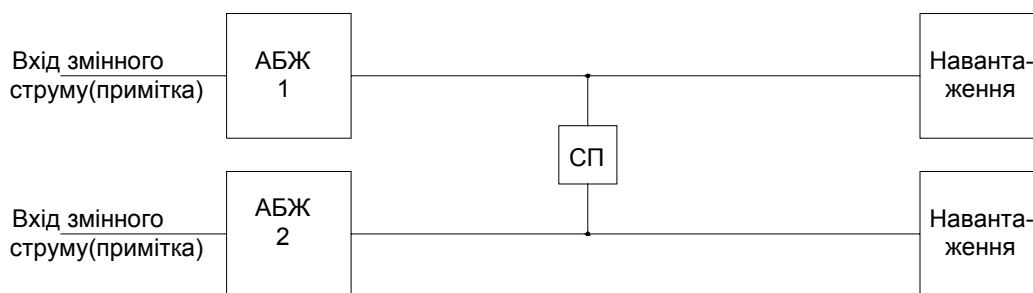 Вхід змінного
струму(примітка)
АБЖ
1
Наванта-
ження
СП
Вхід змінного
струму(примітка)
АБЖ
2
Наванта-
ження